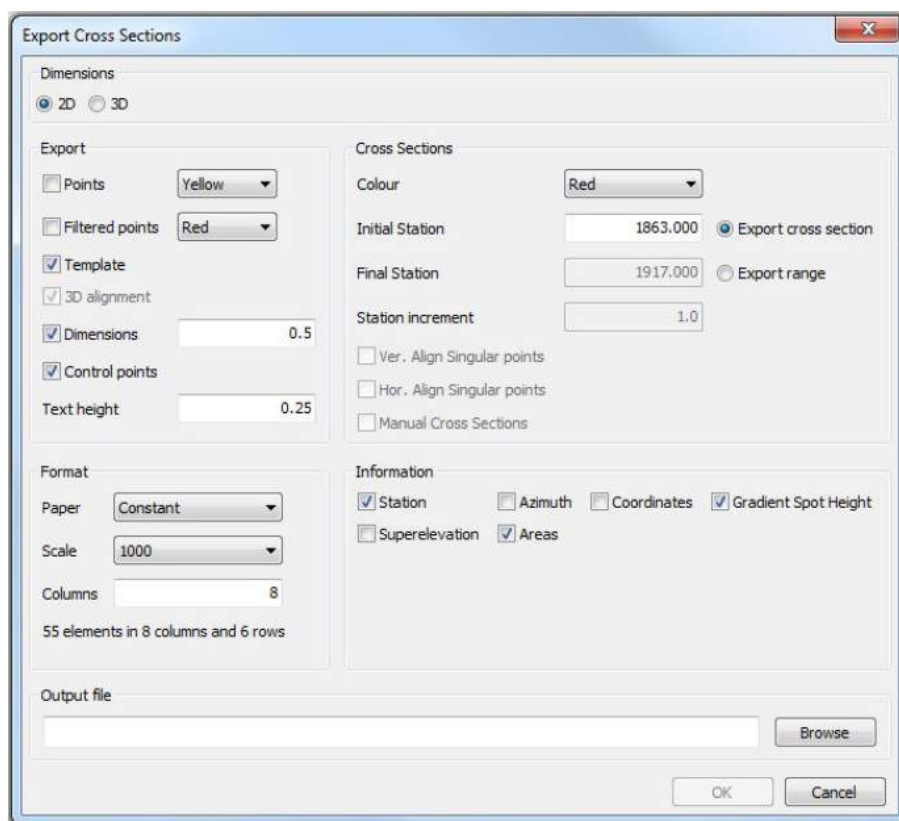 Export Cross Sections
Dimensions
2D 3D
Export
Points Yellow
Filtered points Red
Template
3D alignment
Dimensions 0.5
Control points
Text height 0.25
Cross Sections
Colour Red
Initial Station 1863.000 Export cross section
Final Station 1917.000 Export range
Station increment 1.0
Ver. Align Singular points
Hor. Align Singular points
Manual Cross Sections
Format
Paper Constant
Scale 1000
Columns 8
55 elements in 8 columns and 6 rows
Information
Station Azimuth Coordinates Gradient Spot Height
Superelevation Areas
Output file
Browse
OK Cancel